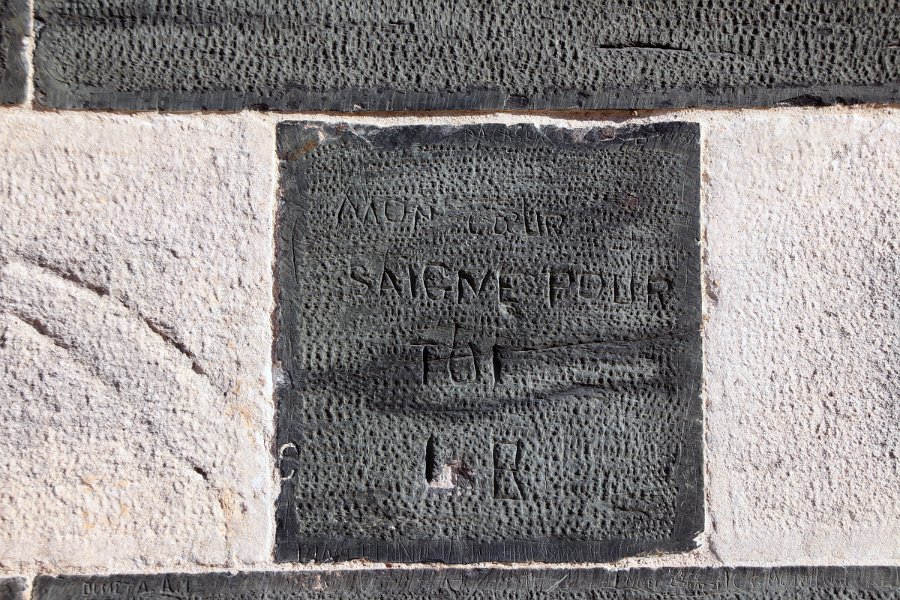 MON CŒUR
SAIGNE POUR
TOI
L B